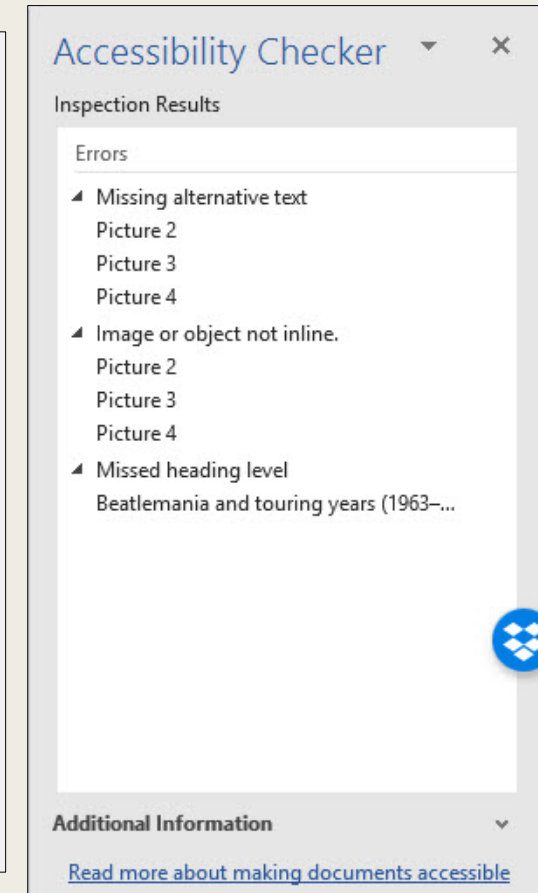 Accessibility Checker
Inspection Results
Errors
Missing alternative text
Picture 2
Picture 3
Picture 4
Image or object not inline.
Picture 2
Picture 3
Picture 4
Missed heading level
Beatlemania and touring years (1963–...
Additional Information
Read more about making documents accessible